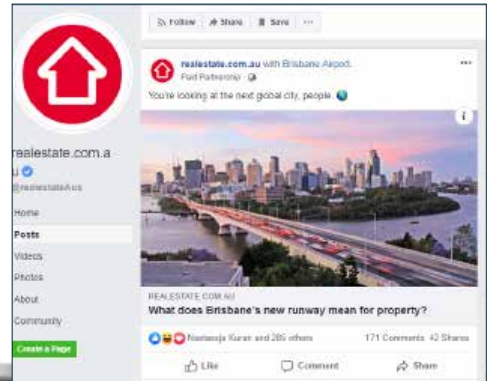 Follow Share Save ...
realestate.com.au with Brisbane Airport.
Paid Partnership ·
You're looking at the next global city, people.
realestate.com.a
u
@realestateAus
Home
Posts
Videos
Photos
About
Community
Create a Page
i
REALESTATE.COM.AU
What does Brisbane's new runway mean for property?
and 285 others 171 Comments 42 Shares
Like Comment Share